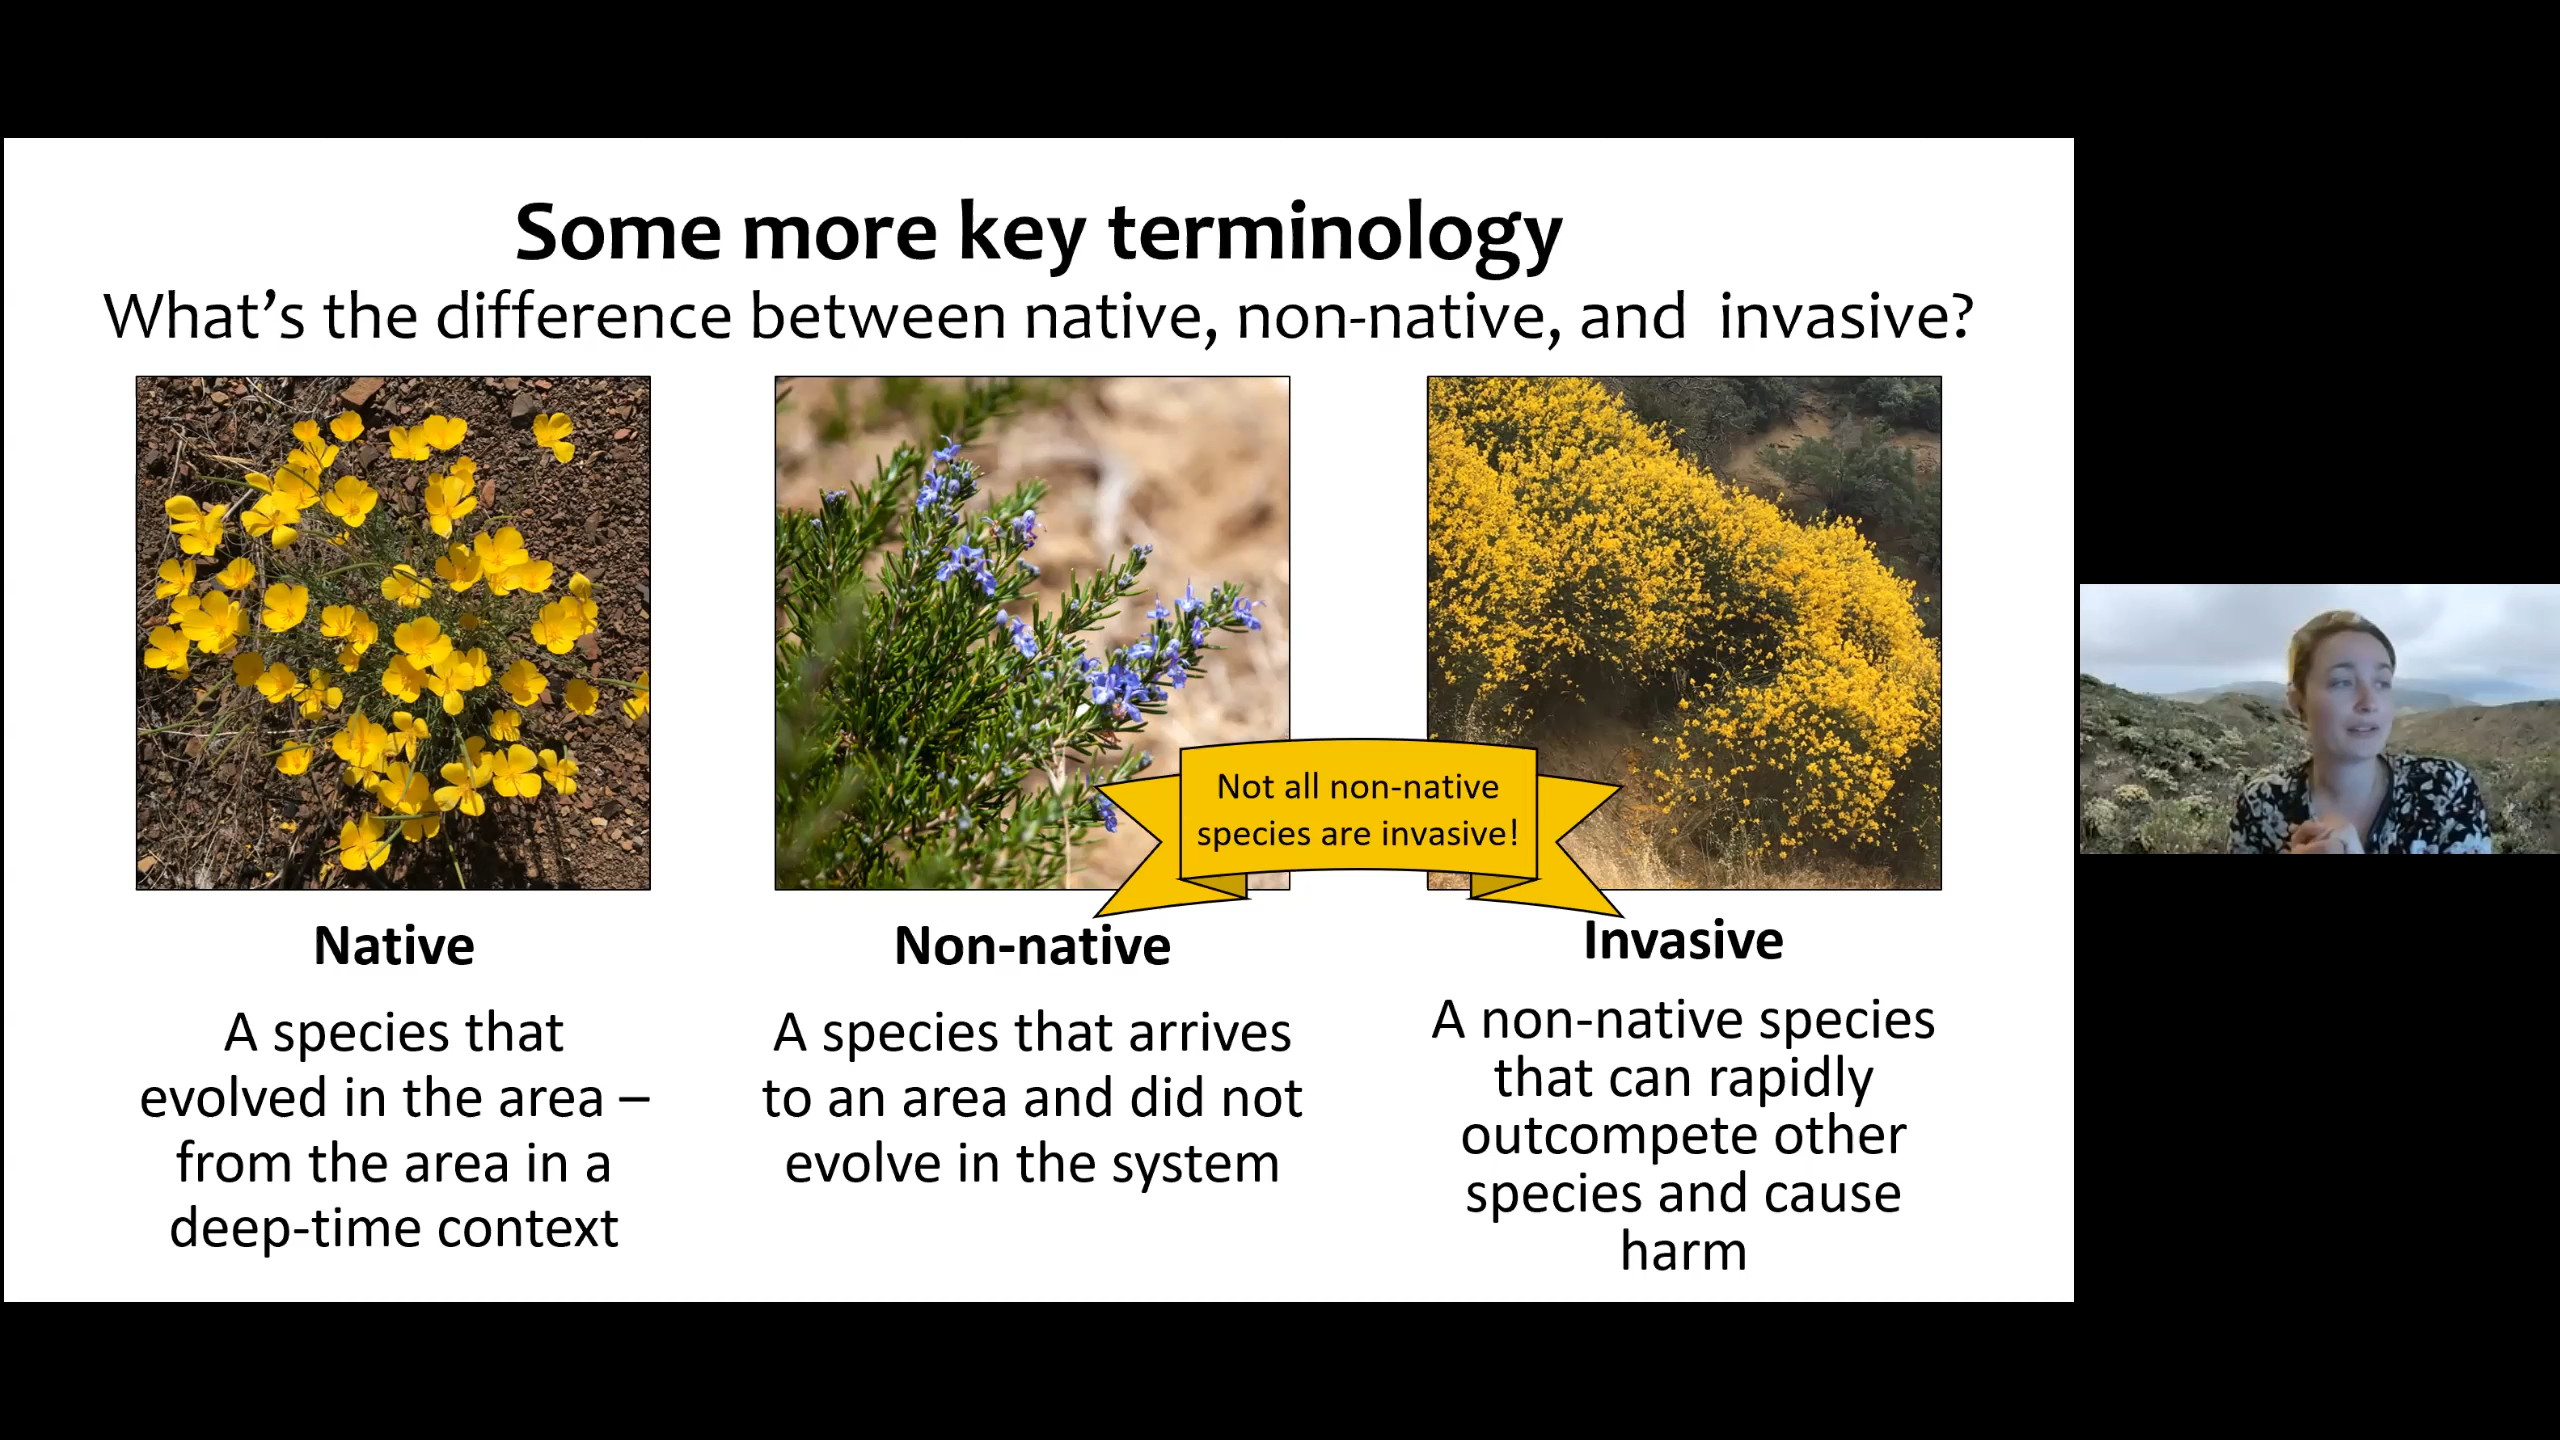 Some more key terminology
What’s the difference between native, non-native, and  invasive?
Not all non-native
species are invasive!
Native
A species that
evolved in the area –
from the area in a
deep-time context
Non-native
A species that arrives
to an area and did not
evolve in the system
Invasive
A non-native species
that can rapidly
outcompete other
species and cause
harm